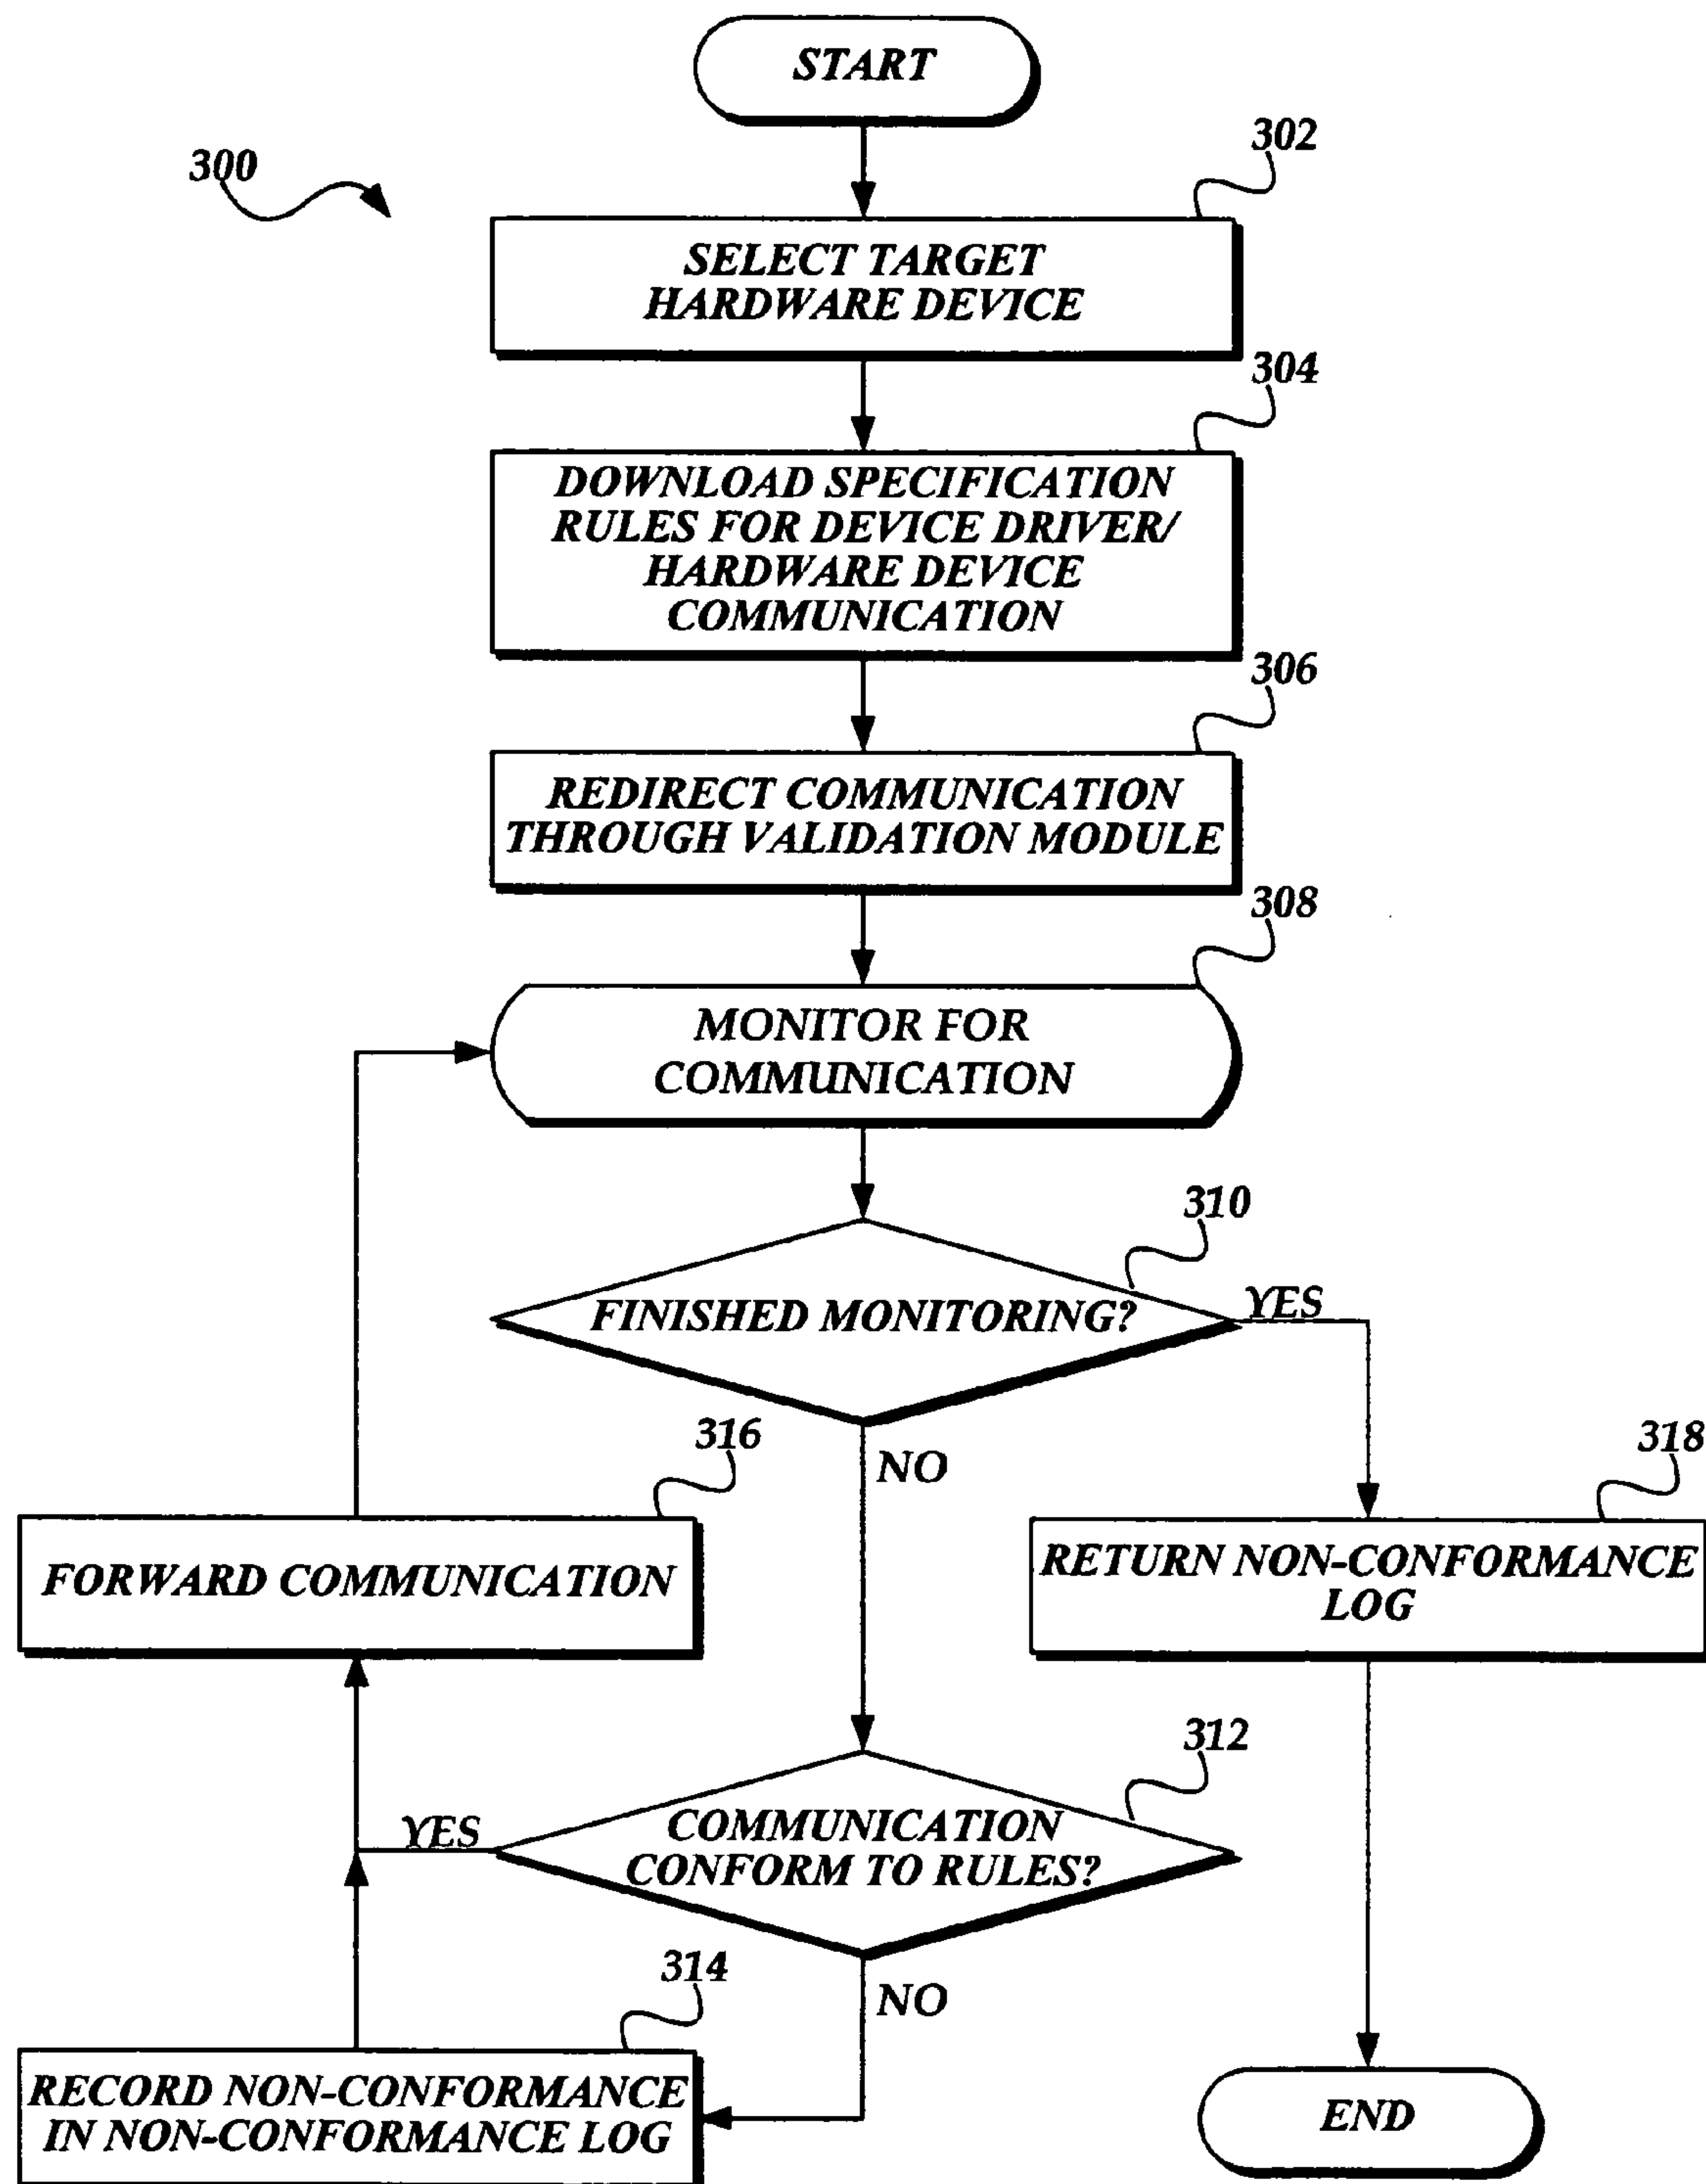 START
300
302
SELECT TARGET
HARDWARE DEVICE
304
DOWNLOAD SPECIFICATION
RULES FOR DEVICE DRIVER/
HARDWARE DEVICE
COMMUNICATION
306
REDIRECT COMMUNICATION
THROUGH VALIDATION MODULE
308
MONITOR FOR
COMMUNICATION
310
FINISHED MONITORING?
YES
NO
316
FORWARD COMMUNICATION
318
RETURN NON-CONFORMANCE
LOG
312
COMMUNICATION
CONFORM TO RULES?
YES
NO
314
RECORD NON-CONFORMANCE
IN NON-CONFORMANCE LOG
END